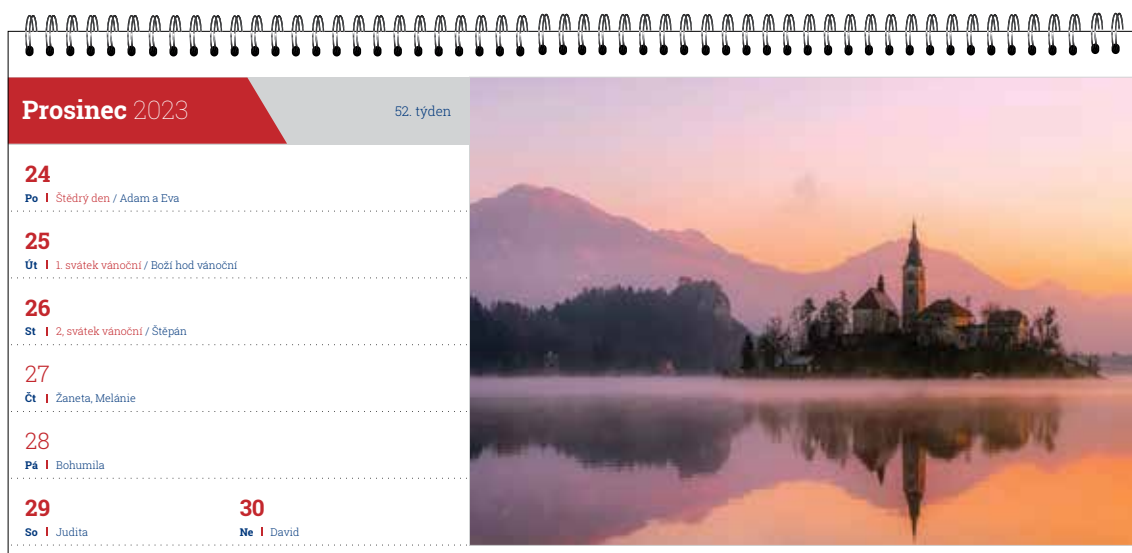 Prosinec 2023
52. týden
24
Po Štědrý den / Adam a Eva
25
Út 1. svátek vánoční / Boží hod vánoční
26
St 2. svátek vánoční / Štěpán
27
Čt Žaneta, Melánie
28
Pá Bohumila
29
So Judita
30
Ne David